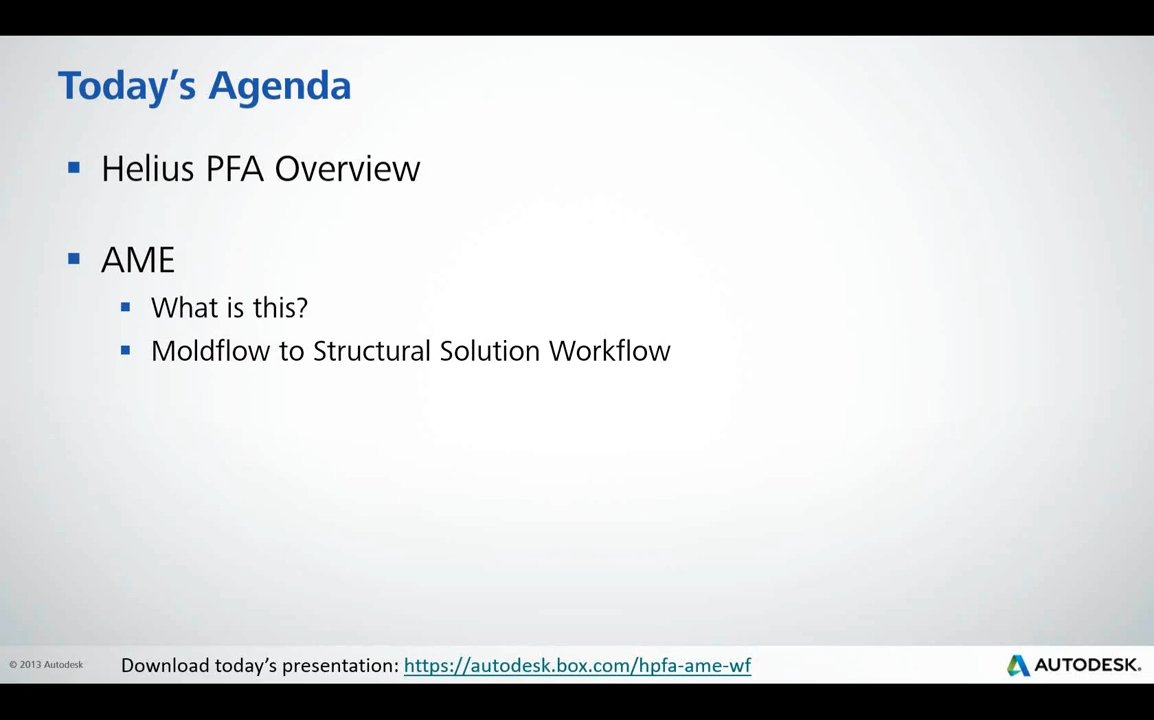 Today’s Agenda
Helius PFA Overview
AME
What is this?
Moldflow to Structural Solution Workflow
© 2013 Autodesk
Download today’s presentation: https://autodesk.box.com/hpfa-ame-wf
AUTODESK.